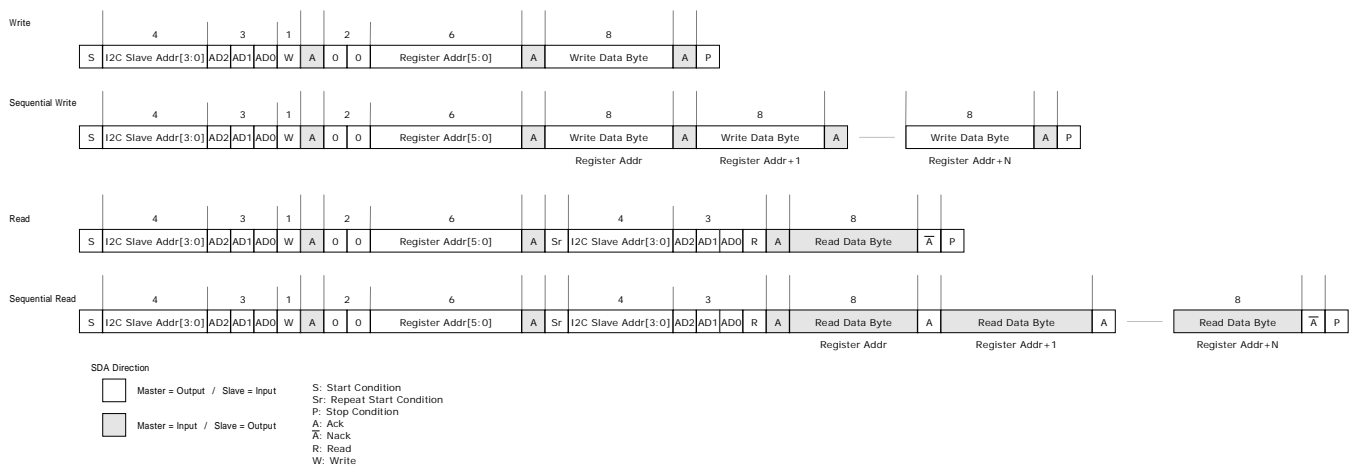 Write
4 3 1 2 6 8
S I2C Slave Addr[3:0] AD2 AD1 AD0 W A 0 0 Register Addr[5:0] A Write Data Byte A P
Sequential Write
4 3 1 2 6 8 8 8
S I2C Slave Addr[3:0] AD2 AD1 AD0 W A 0 0 Register Addr[5:0] A Write Data Byte A Write Data Byte A Write Data Byte A P
Register Addr Register Addr+1 Register Addr+N
Read
4 3 1 2 6 4 3 8
S I2C Slave Addr[3:0] AD2 AD1 AD0 W A 0 0 Register Addr[5:0] A Sr I2C Slave Addr[3:0] AD2 AD1 AD0 R A Read Data Byte A̅ P
Sequential Read
4 3 1 2 6 4 3 8 8
S I2C Slave Addr[3:0] AD2 AD1 AD0 W A 0 0 Register Addr[5:0] A Sr I2C Slave Addr[3:0] AD2 AD1 AD0 R A Read Data Byte A Read Data Byte A Read Data Byte A̅ P
Register Addr Register Addr+1 Register Addr+N
SDA Direction
Master = Output / Slave = Input
Master = Input / Slave = Output
S: Start Condition
Sr: Repeat Start Condition
P: Stop Condition
A: Ack
A̅: Nack
R: Read
W: Write